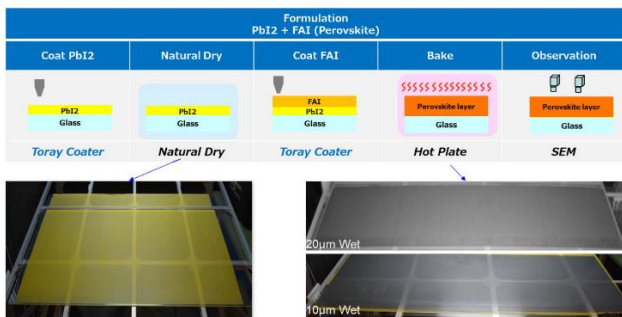 Formulation
PbI2 + FAI (Perovskite)
Coat PbI2
Natural Dry
Coat FAI
Bake
Observation
PbI2
Glass
PbI2
Glass
FAI
PbI2
Glass
Perovskite layer
Glass
Perovskite layer
Glass
Toray Coater
Natural Dry
Toray Coater
Hot Plate
SEM
20μm Wet
10μm Wet